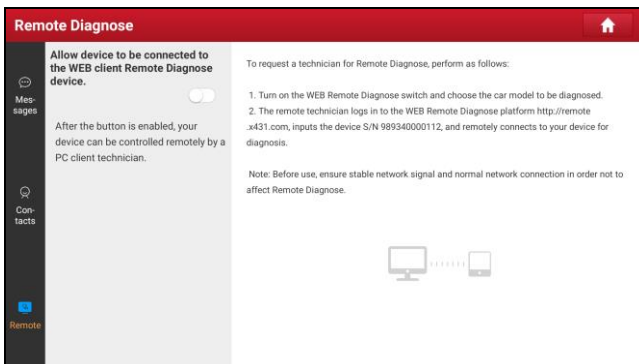 Remote Diagnose
Allow device to be connected to
the WEB client Remote Diagnose
device.
After the button is enabled, your
device can be controlled remotely by a
PC client technician.
Mes-
sages
Con-
tacts
Remote
To request a technician for Remote Diagnose, perform as follows:
1. Turn on the WEB Remote Diagnose switch and choose the car model to be diagnosed.
2. The remote technician logs in to the WEB Remote Diagnose platform http://remote
.x431.com, inputs the device S/N 989340000112, and remotely connects to your device for
diagnosis.
Note: Before use, ensure stable network signal and normal network connection in order not to
affect Remote Diagnose.